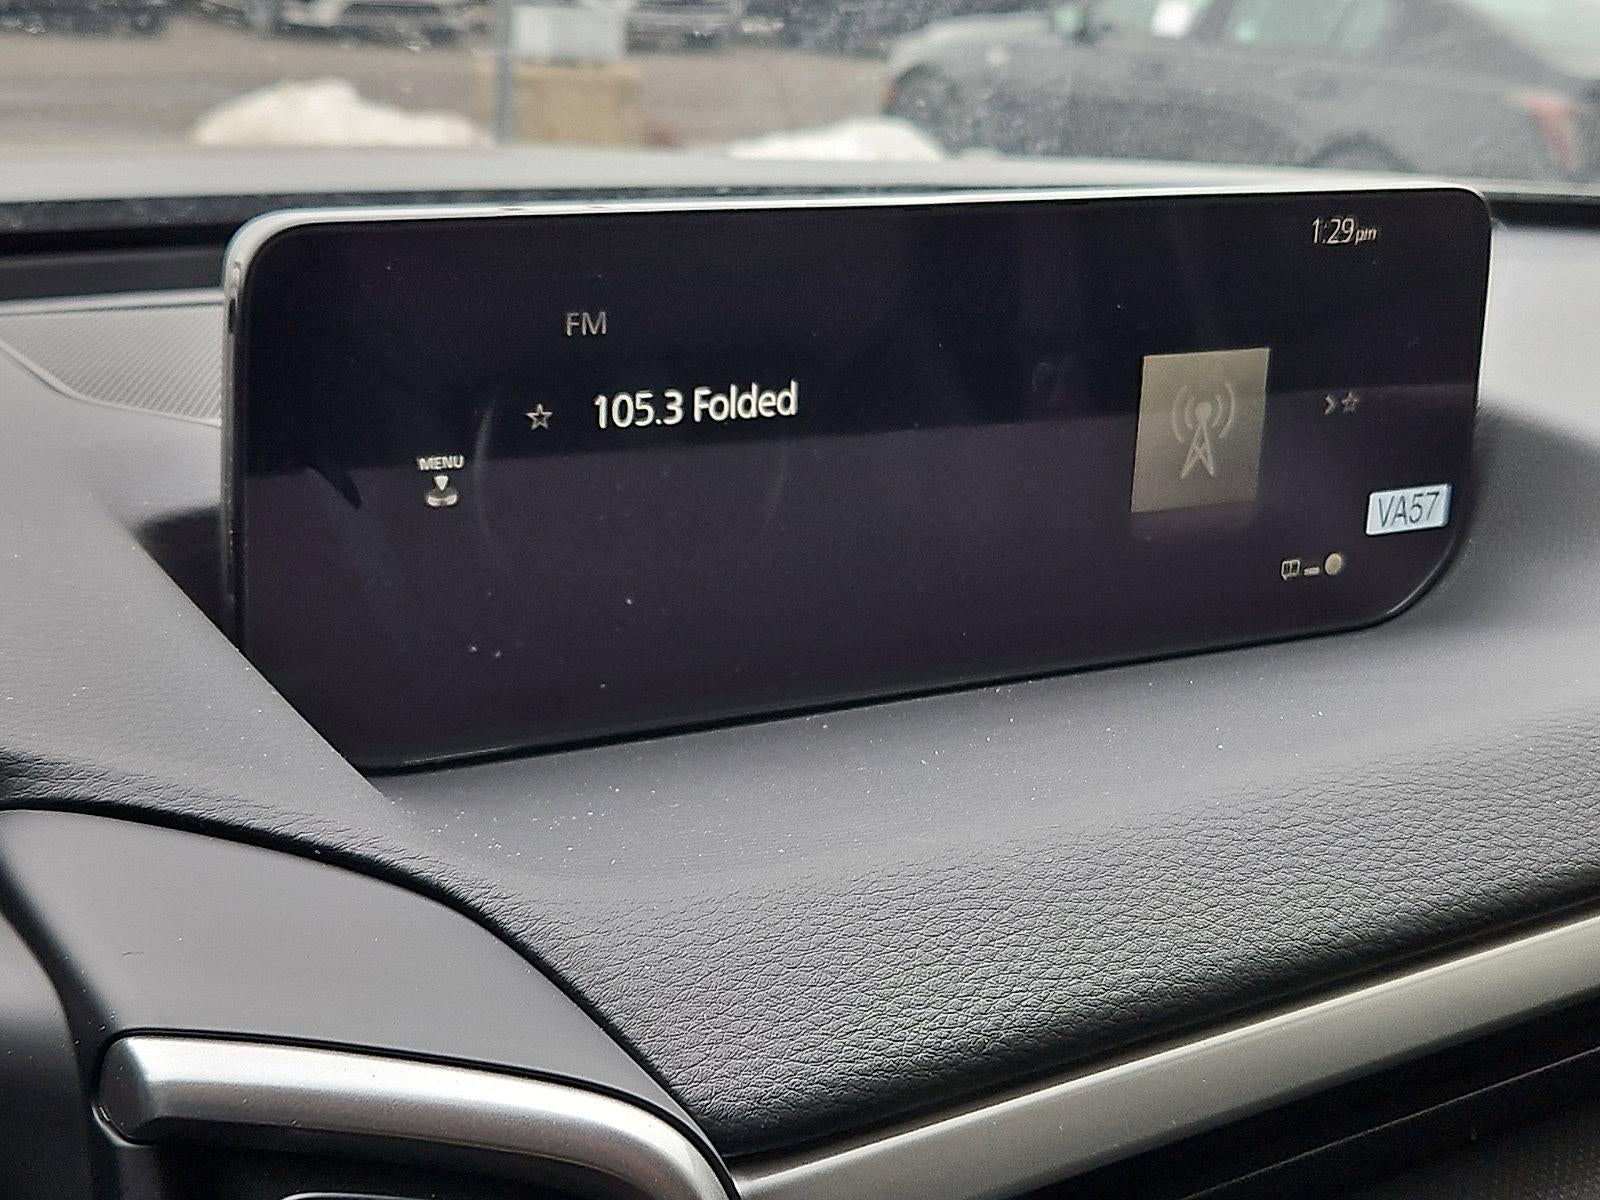 1:29pm
FM
105.3 Folded
MENU
VA57